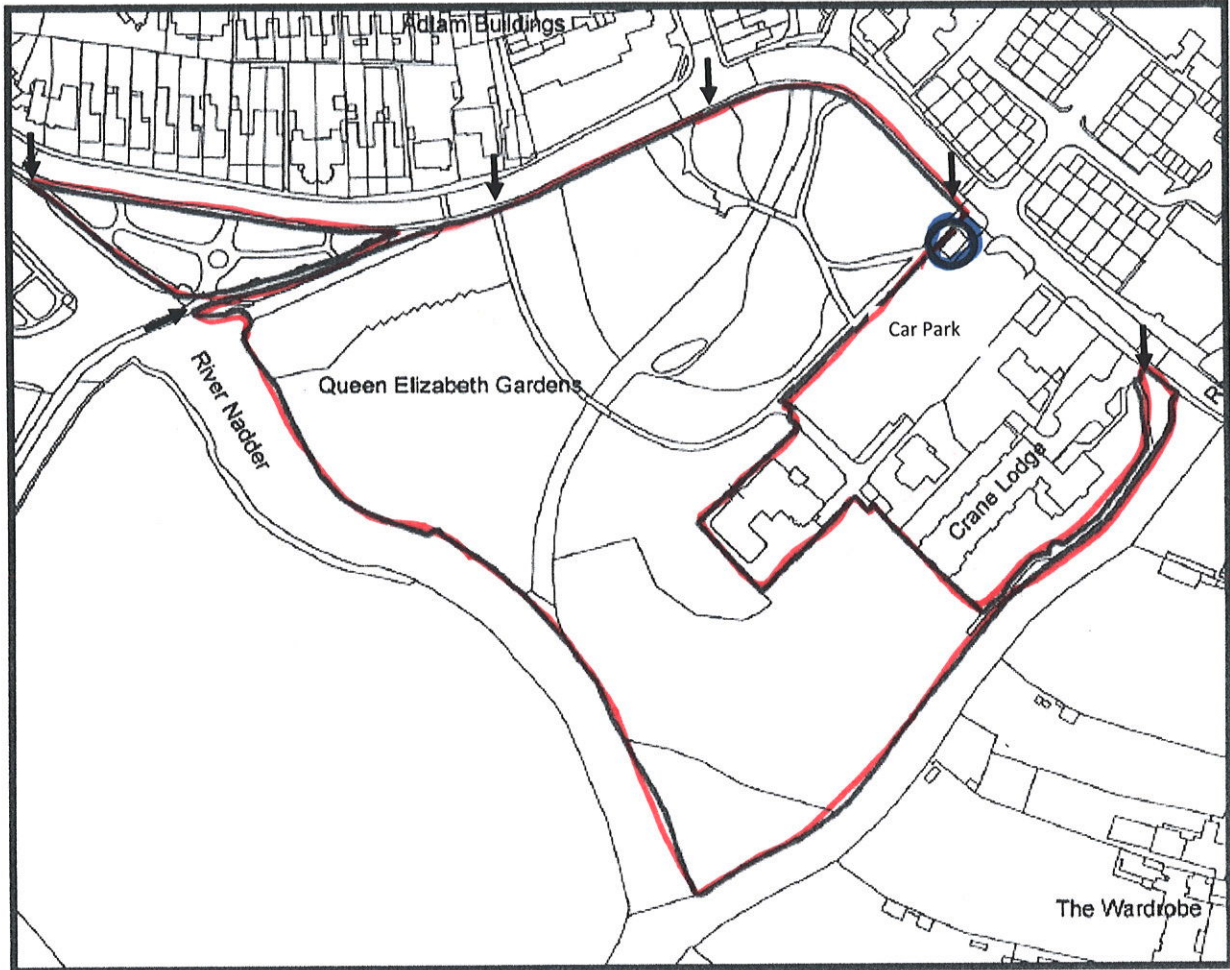 Adlam Buildings
Car Park
Queen Elizabeth Gardens
River Nadder
Crane Lodge
R
The Wardrobe